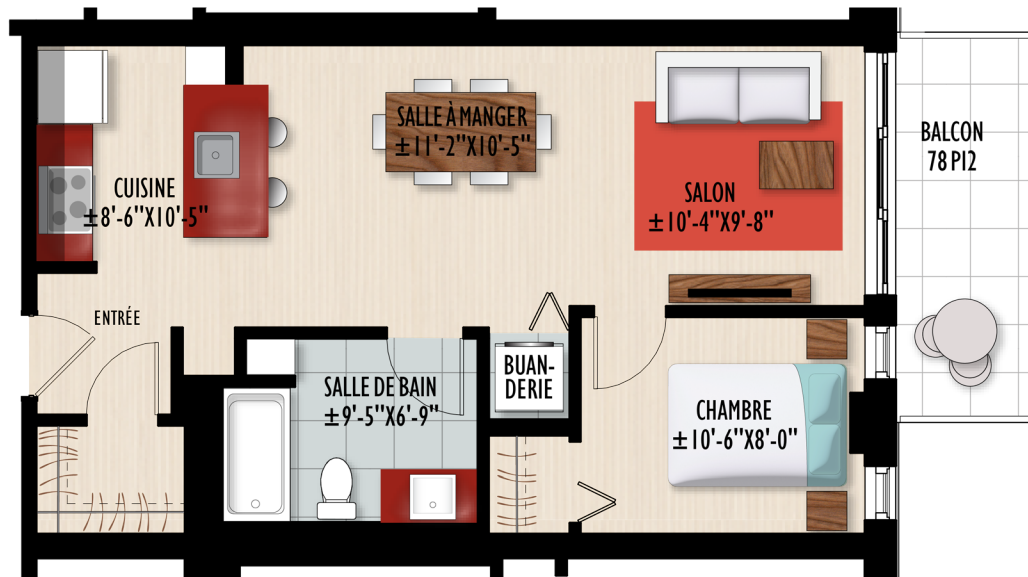 SALLE À MANGER
±11'-2"X10'-5"
BALCON
78 PI2
CUISINE
±8'-6"X10'-5"
SALON
±10'-4"X9'-8"
ENTRÉE
BUAN-
DERIE
SALLE DE BAIN
±9'-5"X6'-9"
CHAMBRE
±10'-6"X8'-0"